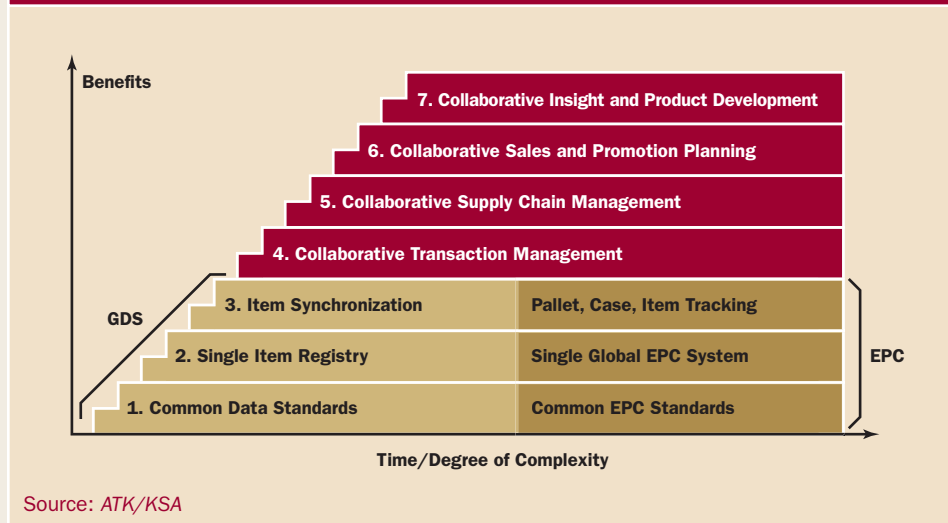 Benefits
7. Collaborative Insight and Product Development
6. Collaborative Sales and Promotion Planning
5. Collaborative Supply Chain Management
4. Collaborative Transaction Management
GDS
3. Item Synchronization
Pallet, Case, Item Tracking
2. Single Item Registry
Single Global EPC System
EPC
1. Common Data Standards
Common EPC Standards
Time/Degree of Complexity
Source: ATK/KSA